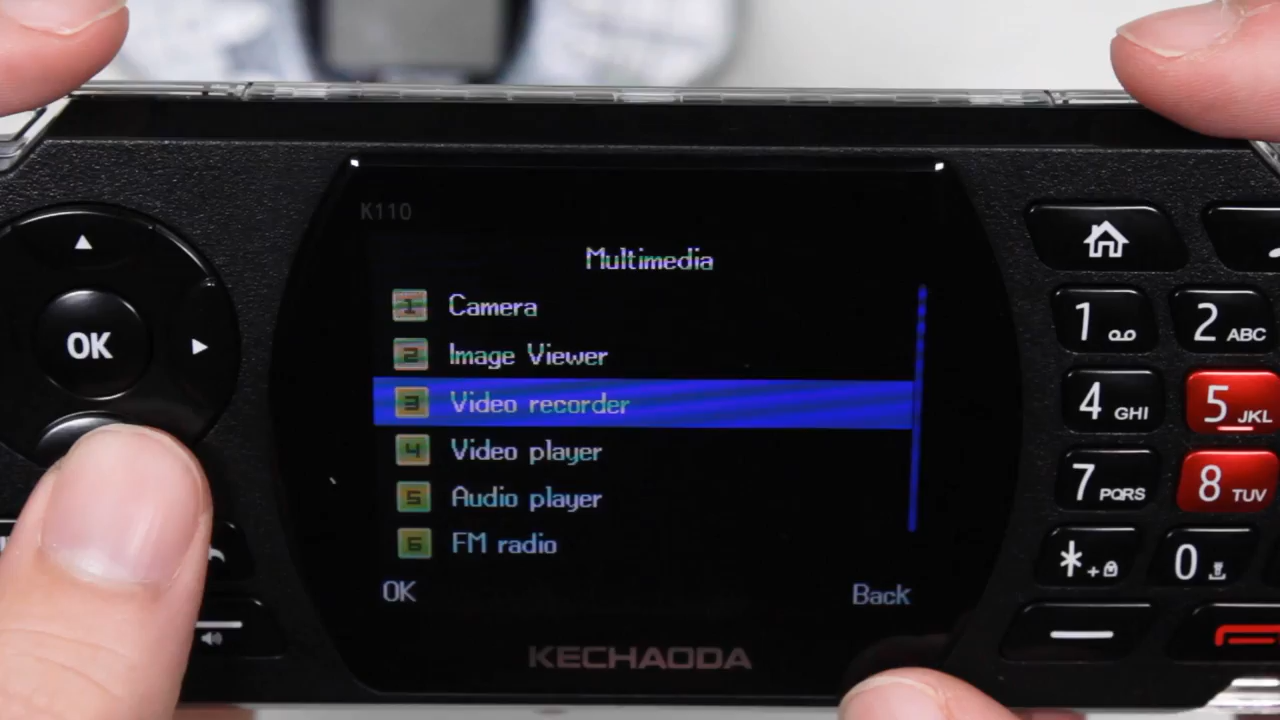 K110
Multimedia
1 Camera
2 Image Viewer
3 Video recorder
4 Video player
5 Audio player
6 FM radio
OK Back
KECHAODA
OK
1
2 ABC
4 GHI
5 JKL
7 PQRS
8 TUV
* +
0